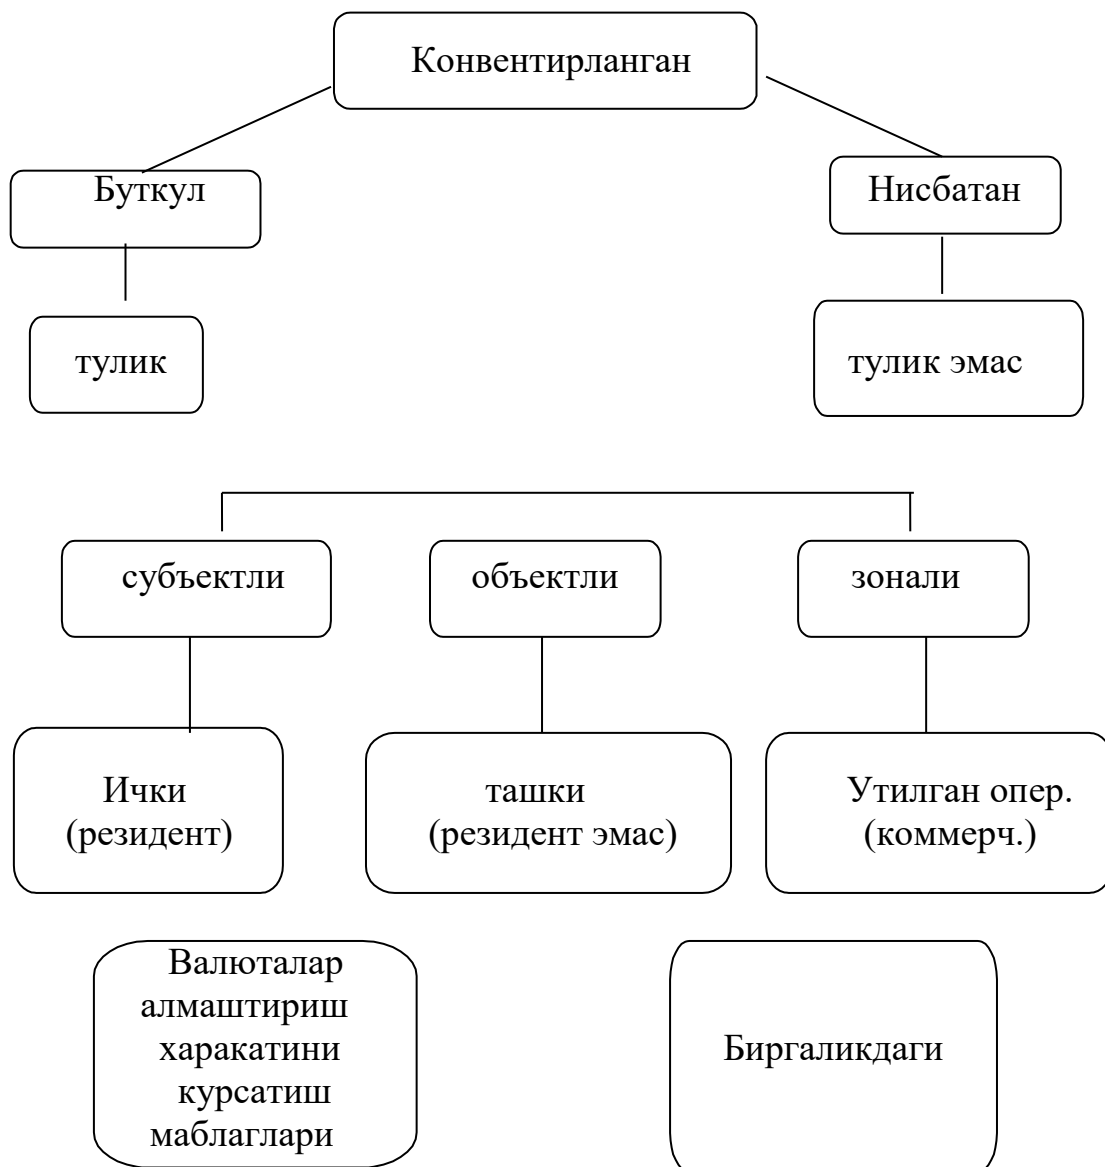 Конвентирланган
Буткул
Нисбатан
тулик
тулик эмас
субъектли
объектли
зонали
Ички
(резидент)
ташки
(резидент эмас)
Утилган опер.
(коммерч.)
Валюталар
алмаштириш
харакатини
курсатиш
маблаглари
Биргаликдаги